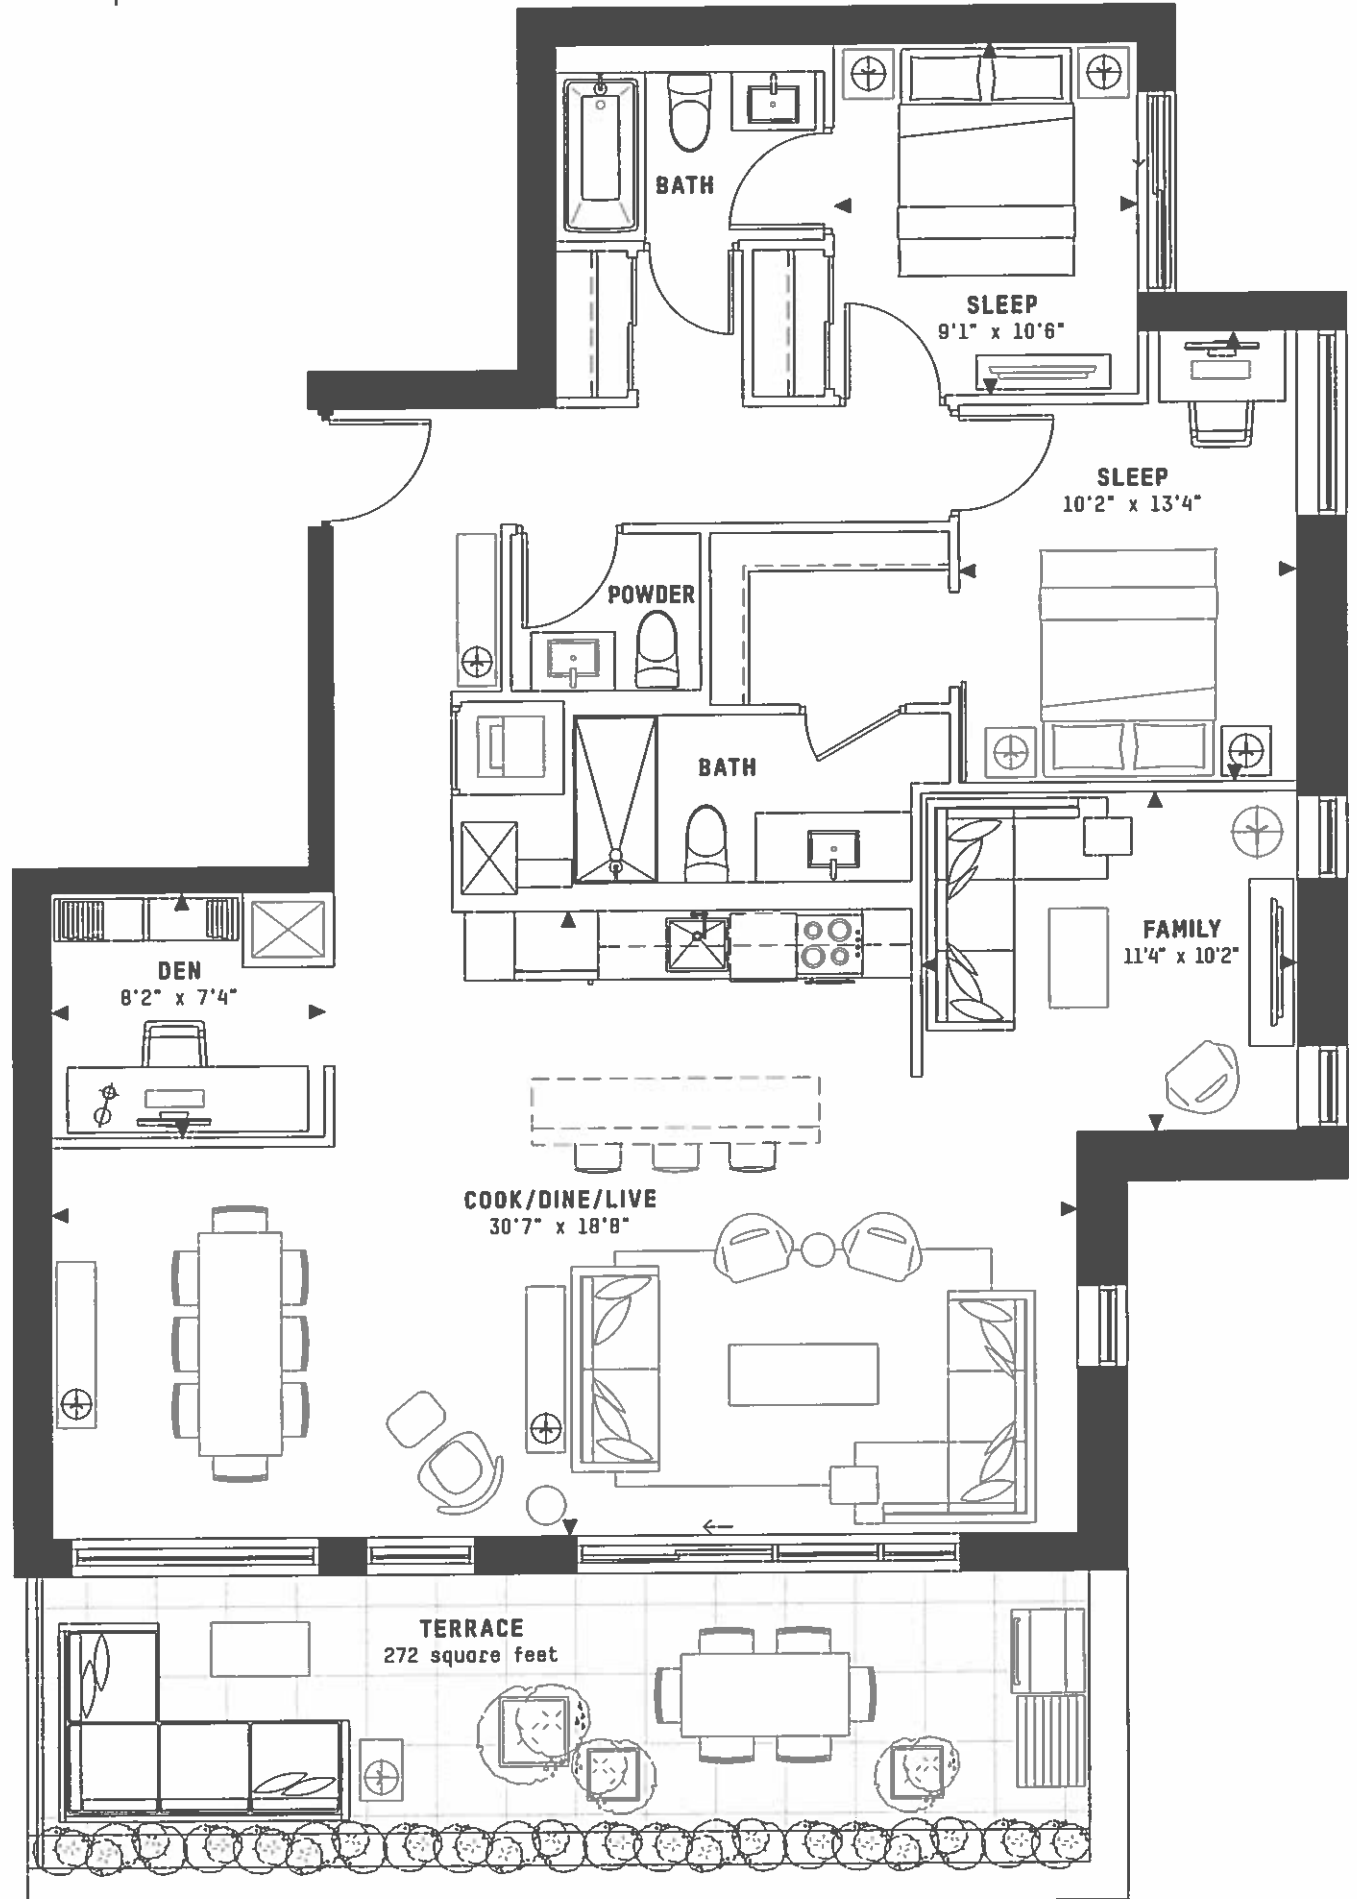 BATH
SLEEP
9'1" x 10'6"
SLEEP
10'2" x 13'4"
POWDER
BATH
FAMILY
11'4" x 10'2"
DEN
8'2" x 7'4"
COOK/DINE/LIVE
30'7" x 18'8"
TERRACE
272 square feet